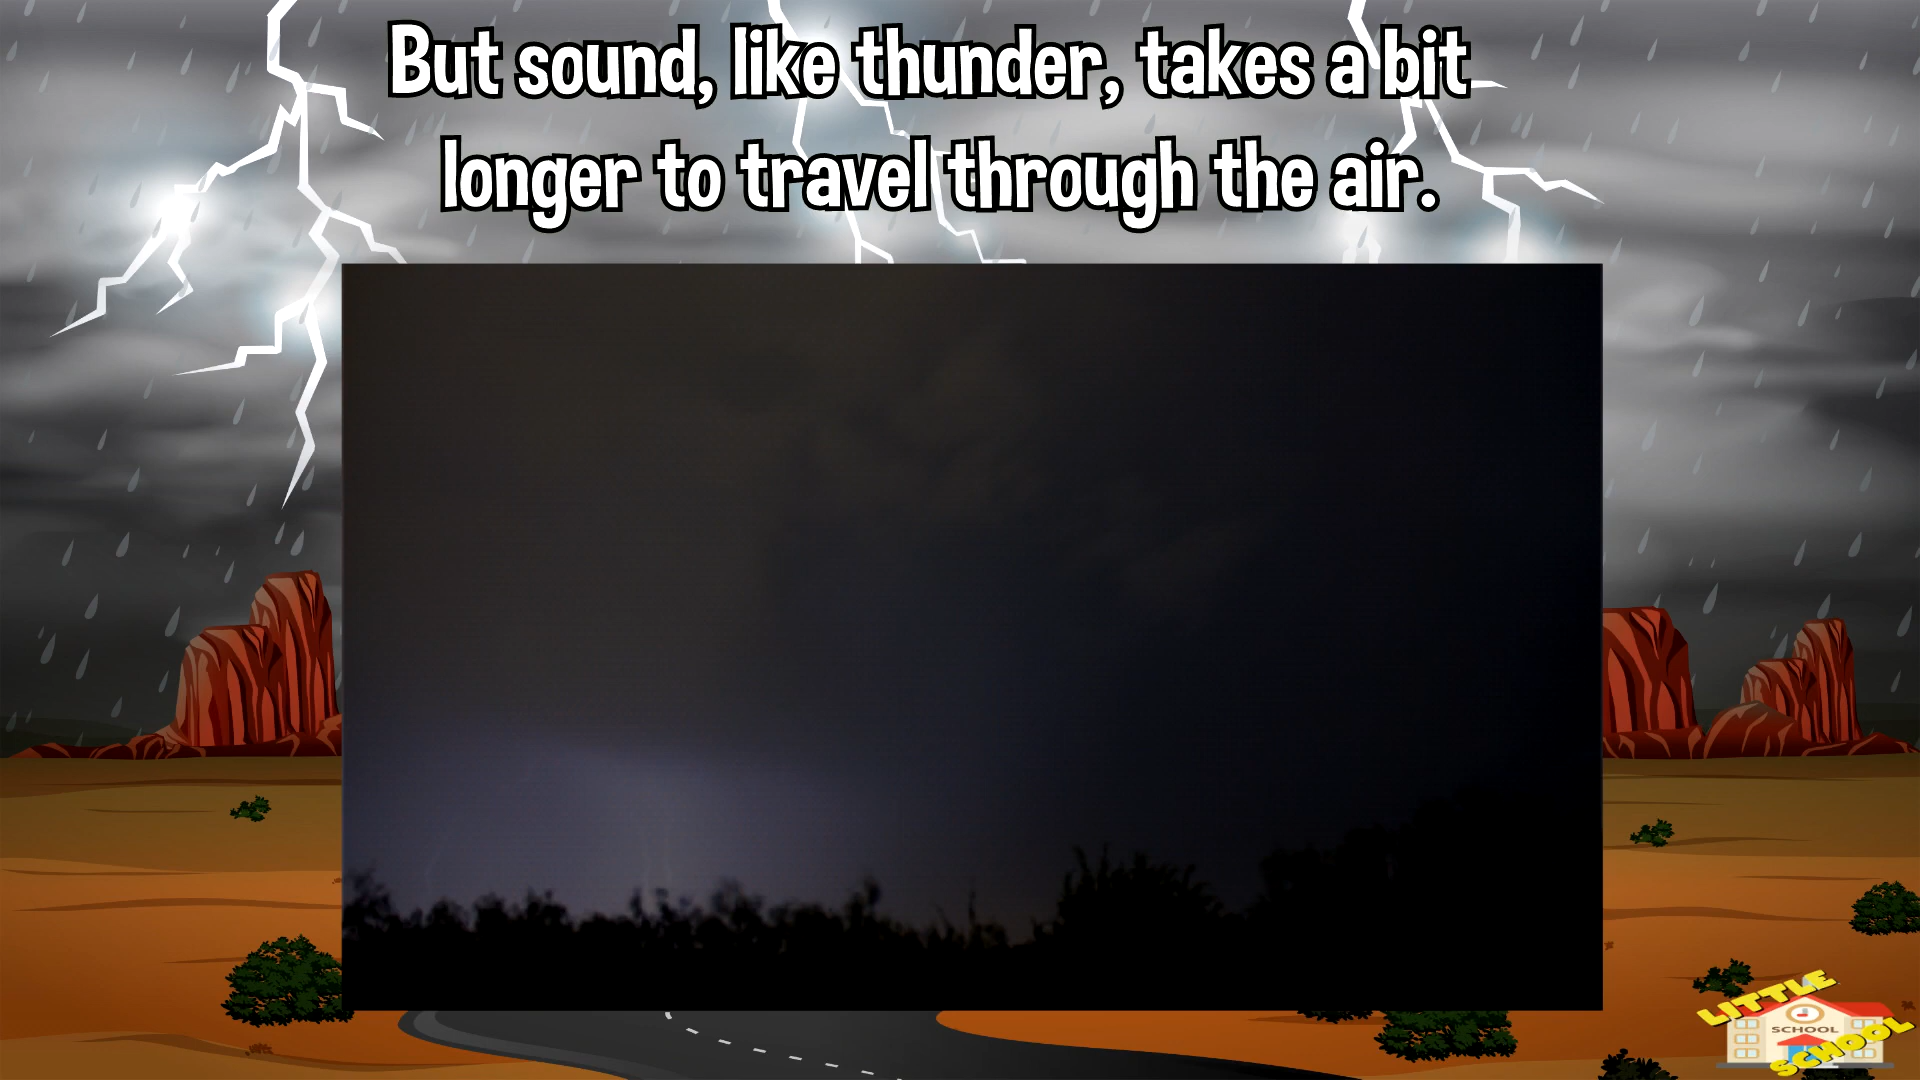 But sound, like thunder, takes a bit
longer to travel through the air.
LITTLE
SCHOOL
SCHOOL